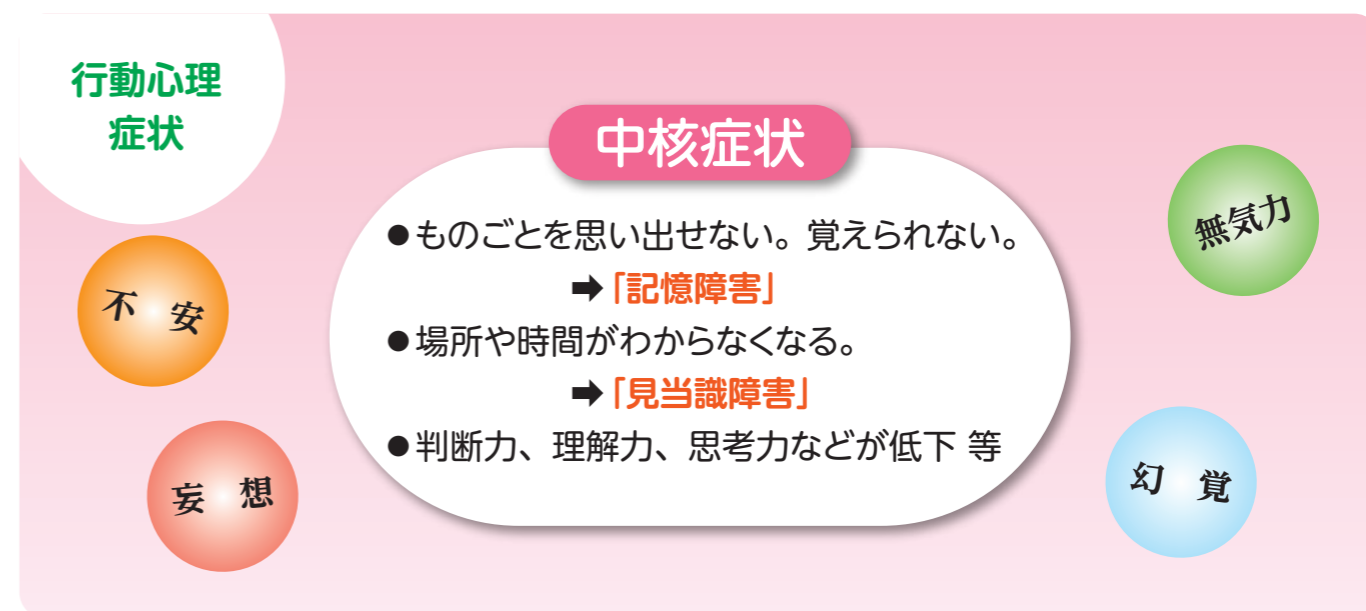 行動心理
症状
中核症状
●ものごとを思い出せない。覚えられない。
➡「記憶障害」
●場所や時間がわからなくなる。
➡「見当識障害」
●判断力、理解力、思考力などが低下 等
不安
妄想
無気力
幻覚